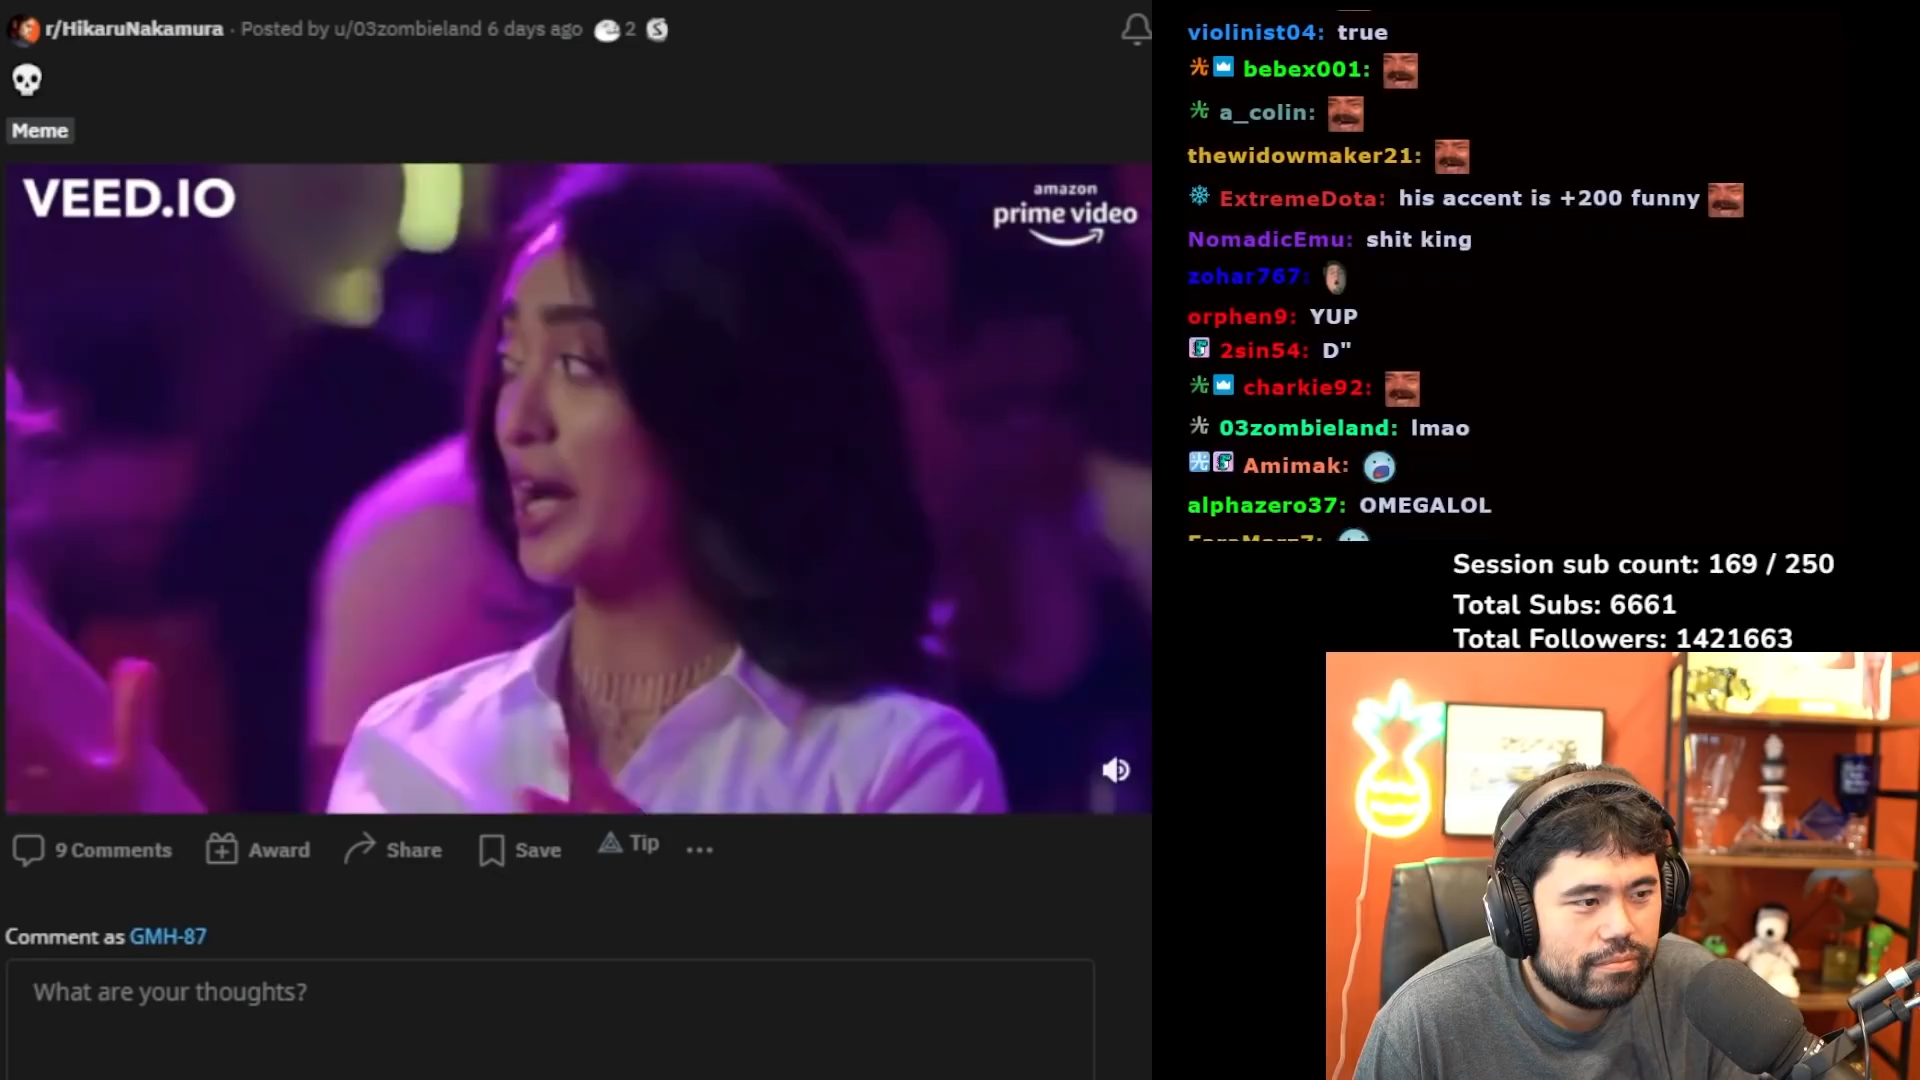 r/HikaruNakamura · Posted by u/03zombieland 6 days ago 2 S
Meme
VEED.IO
amazon
prime video
9 Comments Award Share Save Tip ...
Comment as GMH-87
What are your thoughts?
violinist04: true
bebex001:
a_colin:
thewidowmaker21:
ExtremeDota: his accent is +200 funny
NomadicEmu: shit king
zohar767:
orphen9: YUP
2sin54: D"
charkie92:
03zombieland: lmao
Amimak:
alphazero37: OMEGALOL
Session sub count: 169 / 250
Total Subs: 6661
Total Followers: 1421663